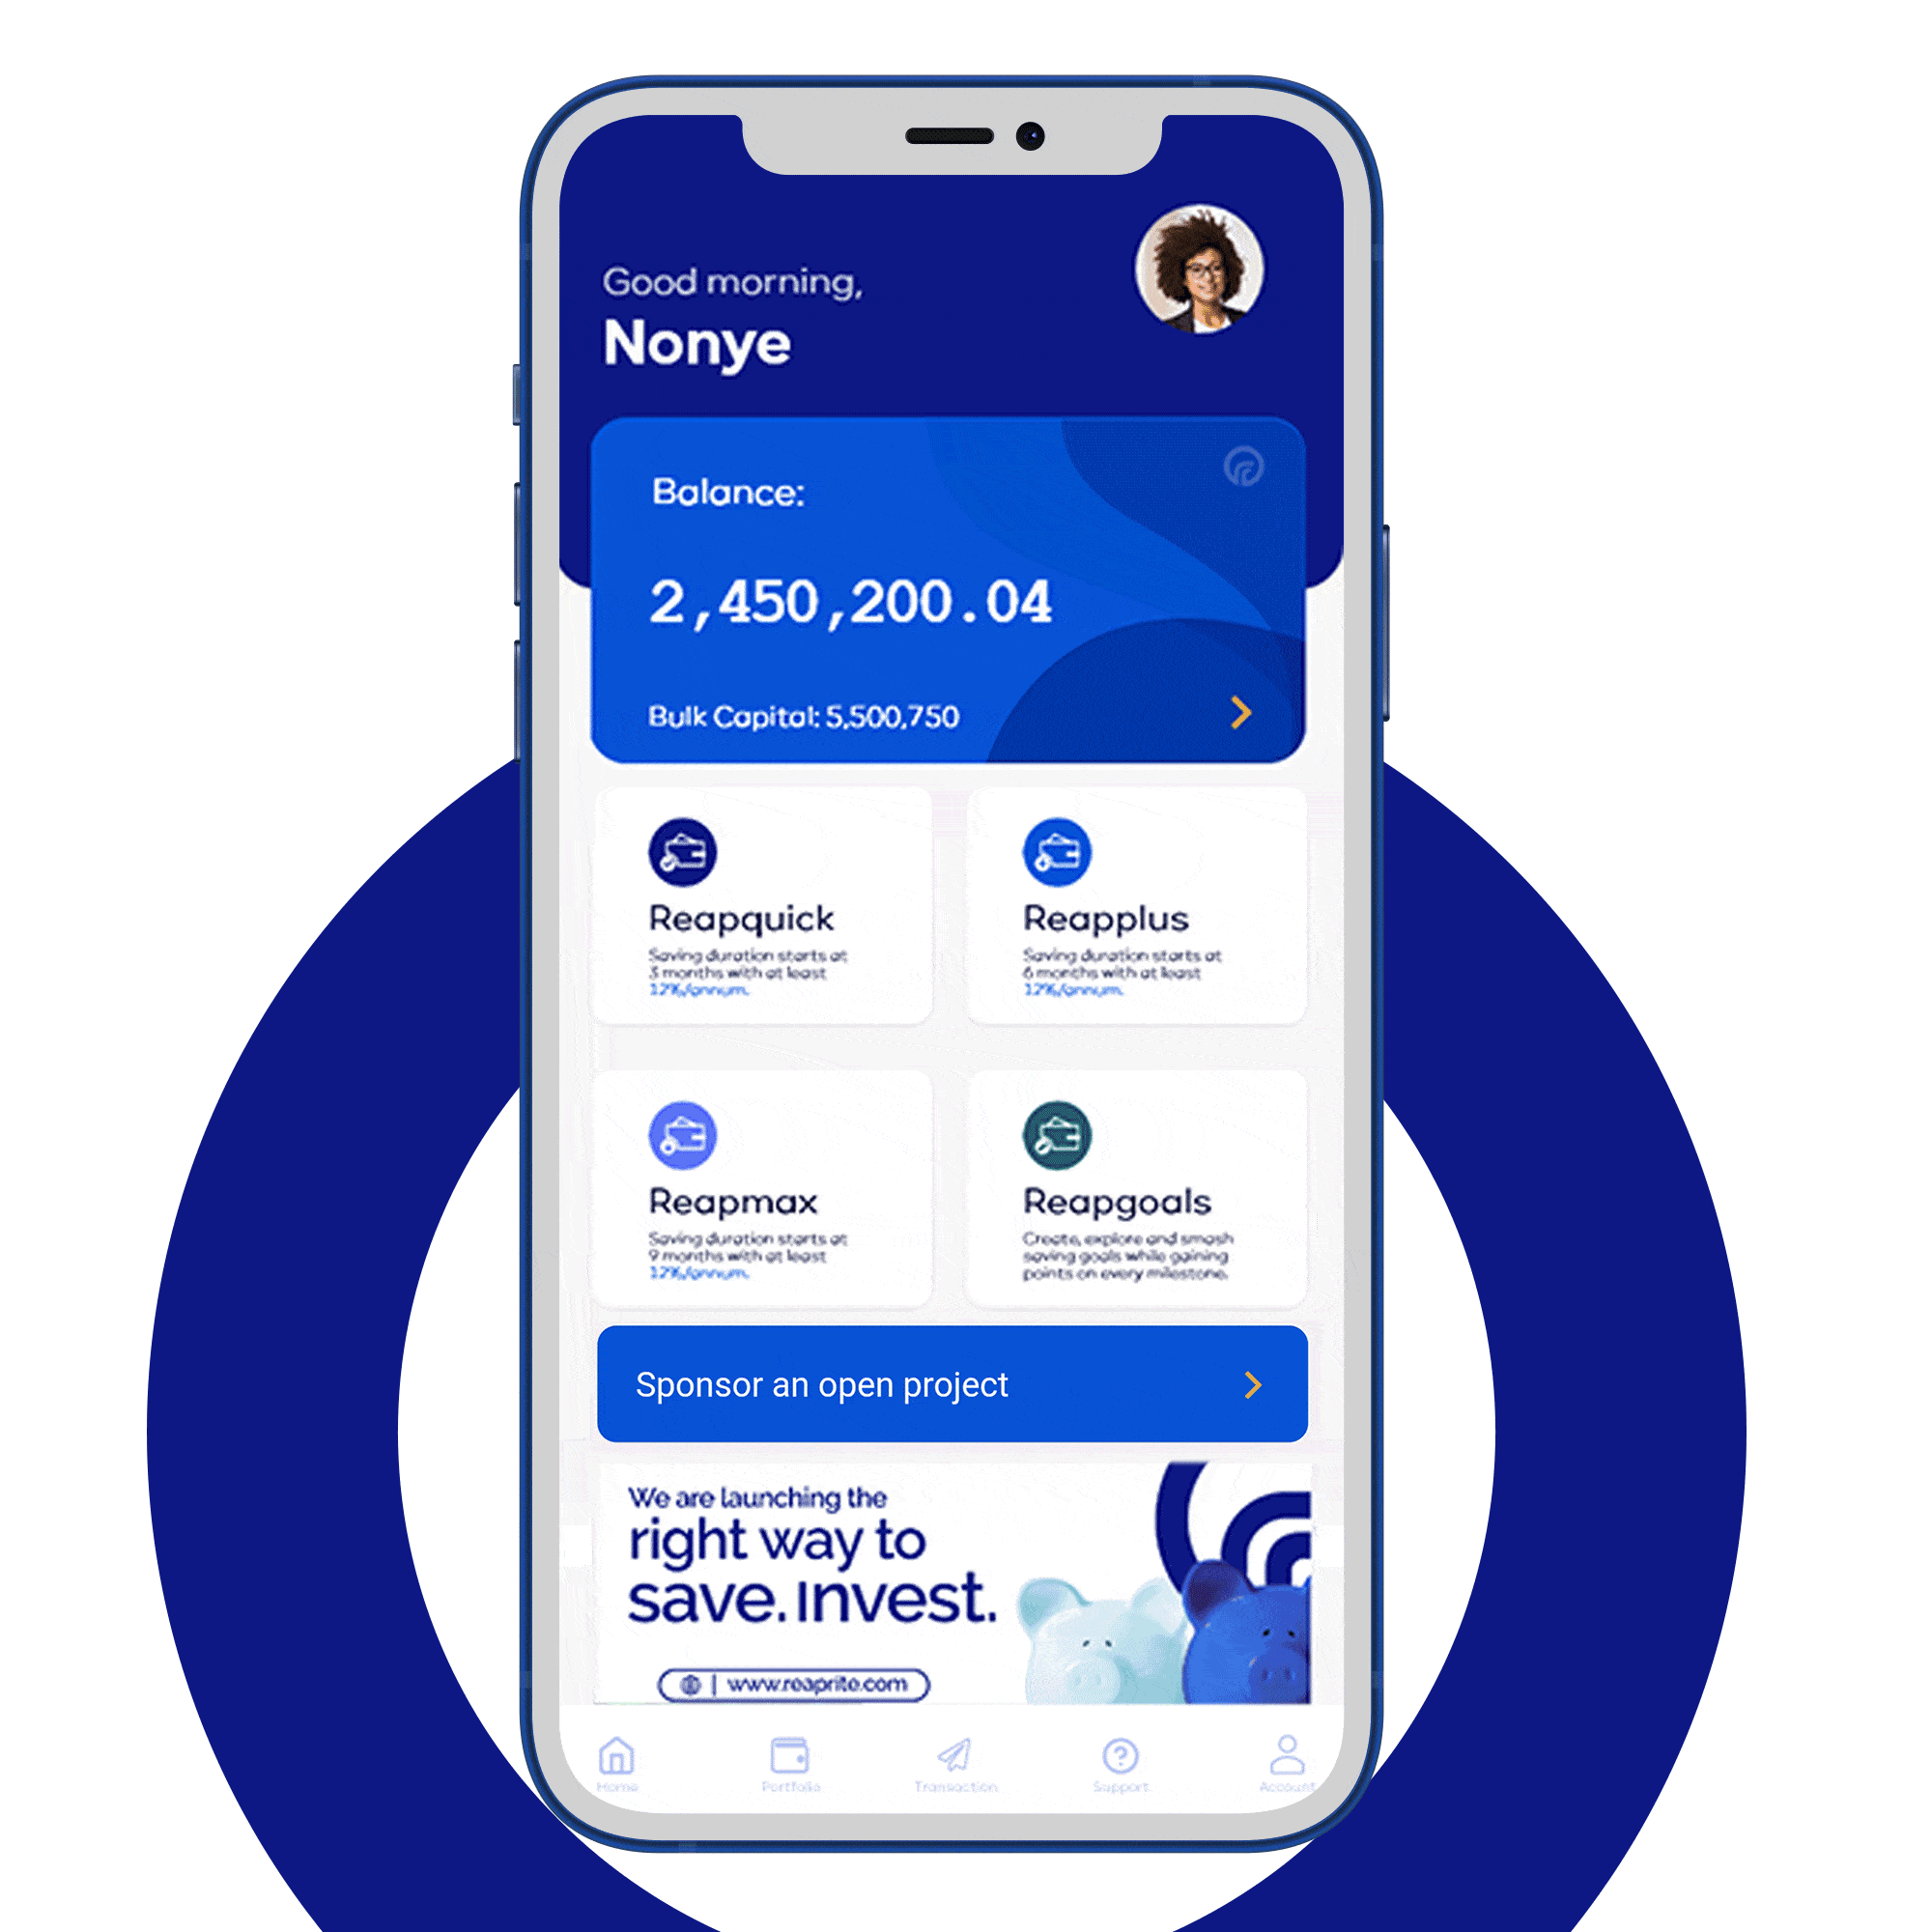 Good morning,
Nonye
Balance:
2,450,200.04
Bulk Capital: 5,500,750
Reapquick
Saving duration starts at
3 months with at least
12%/annum.
Reapplus
Saving duration starts at
6 months with at least
12%/annum.
Reapmax
Saving duration starts at
9 months with at least
12%/annum.
Reapgoals
Create, explore and smash
saving goals while gaining
points on every milestone.
Sponsor an open project
We are launching the
right way to
save. Invest.
www.reaprite.com
Home
Portfolio
Transaction
Support
Account